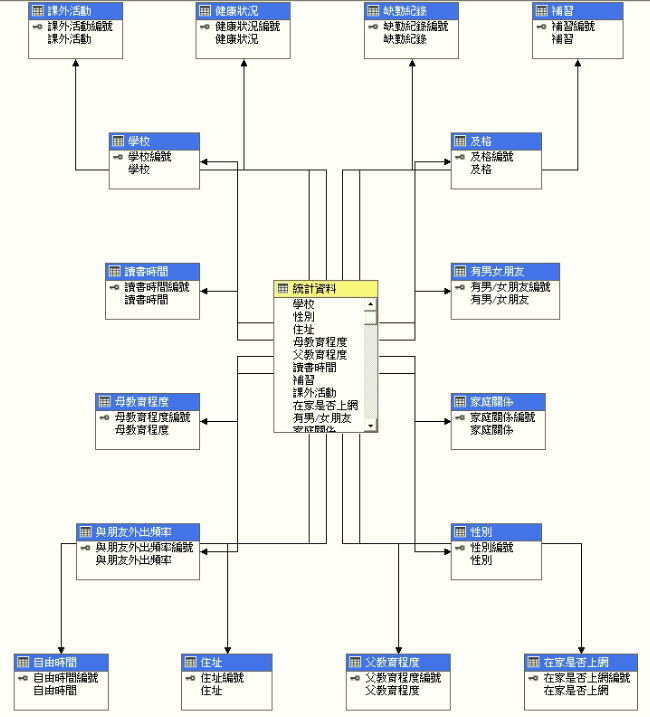 課外活動
課外活動編號
課外活動
健康狀況
健康狀況編號
健康狀況
缺勤紀錄
缺勤紀錄編號
缺勤紀錄
補習
補習編號
補習
學校
學校編號
學校
及格
及格編號
及格
讀書時間
讀書時間編號
讀書時間
統計資料
學校
性別
住址
母教育程度
父教育程度
讀書時間
補習
課外活動
在家是否上網
有男/女朋友
家庭關係
有男女朋友
有男/女朋友編號
有男/女朋友
母教育程度
母教育程度編號
母教育程度
家庭關係
家庭關係編號
家庭關係
與朋友外出頻率
與朋友外出頻率編號
與朋友外出頻率
性別
性別編號
性別
自由時間
自由時間編號
自由時間
住址
住址編號
住址
父教育程度
父教育程度編號
父教育程度
在家是否上網
在家是否上網編號
在家是否上網